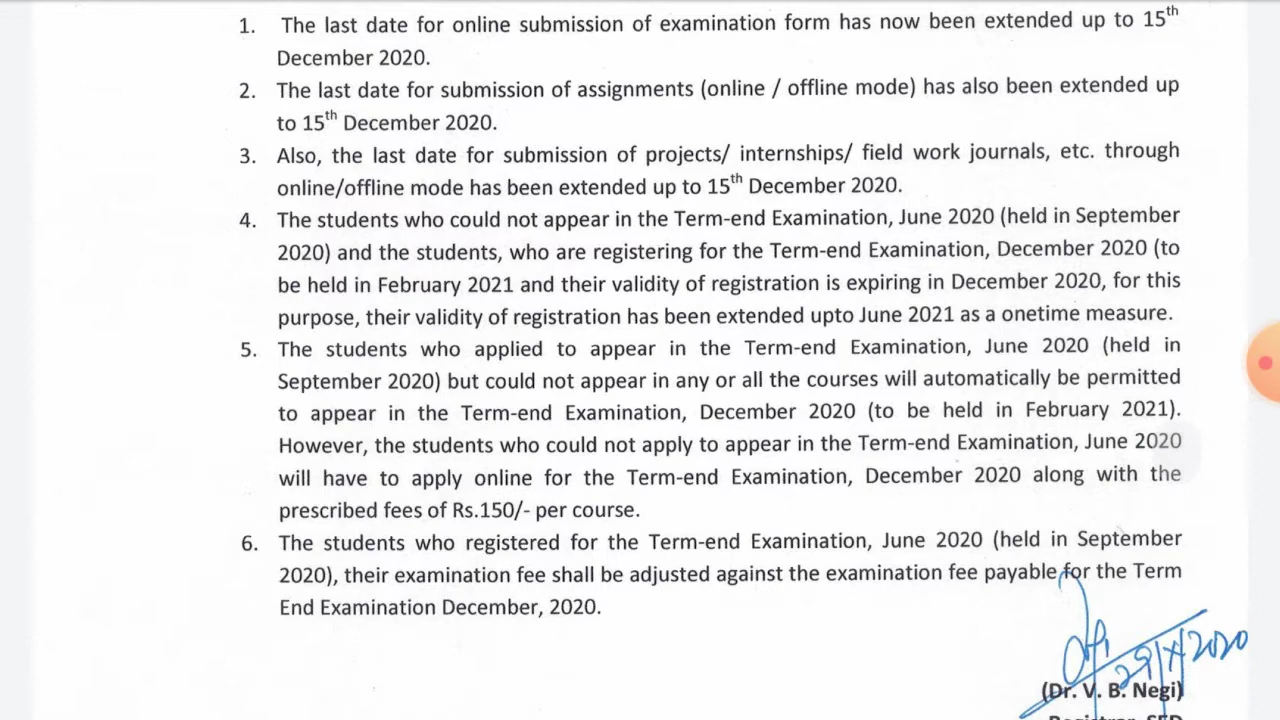 1. The last date for online submission of examination form has now been extended up to 15th
December 2020.
2. The last date for submission of assignments (online / offline mode) has also been extended up
to 15th December 2020.
3. Also, the last date for submission of projects/ internships/ field work journals, etc. through
online/offline mode has been extended up to 15th December 2020.
4. The students who could not appear in the Term-end Examination, June 2020 (held in September
2020) and the students, who are registering for the Term-end Examination, December 2020 (to
be held in February 2021 and their validity of registration is expiring in December 2020, for this
purpose, their validity of registration has been extended upto June 2021 as a onetime measure.
5. The students who applied to appear in the Term-end Examination, June 2020 (held in
September 2020) but could not appear in any or all the courses will automatically be permitted
to appear in the Term-end Examination, December 2020 (to be held in February 2021).
However, the students who could not apply to appear in the Term-end Examination, June 2020
will have to apply online for the Term-end Examination, December 2020 along with the
prescribed fees of Rs.150/- per course.
6. The students who registered for the Term-end Examination, June 2020 (held in September
2020), their examination fee shall be adjusted against the examination fee payable for the Term
End Examination December, 2020.
29/X/2020
(Dr. V. B. Negi)
Registrar, SED